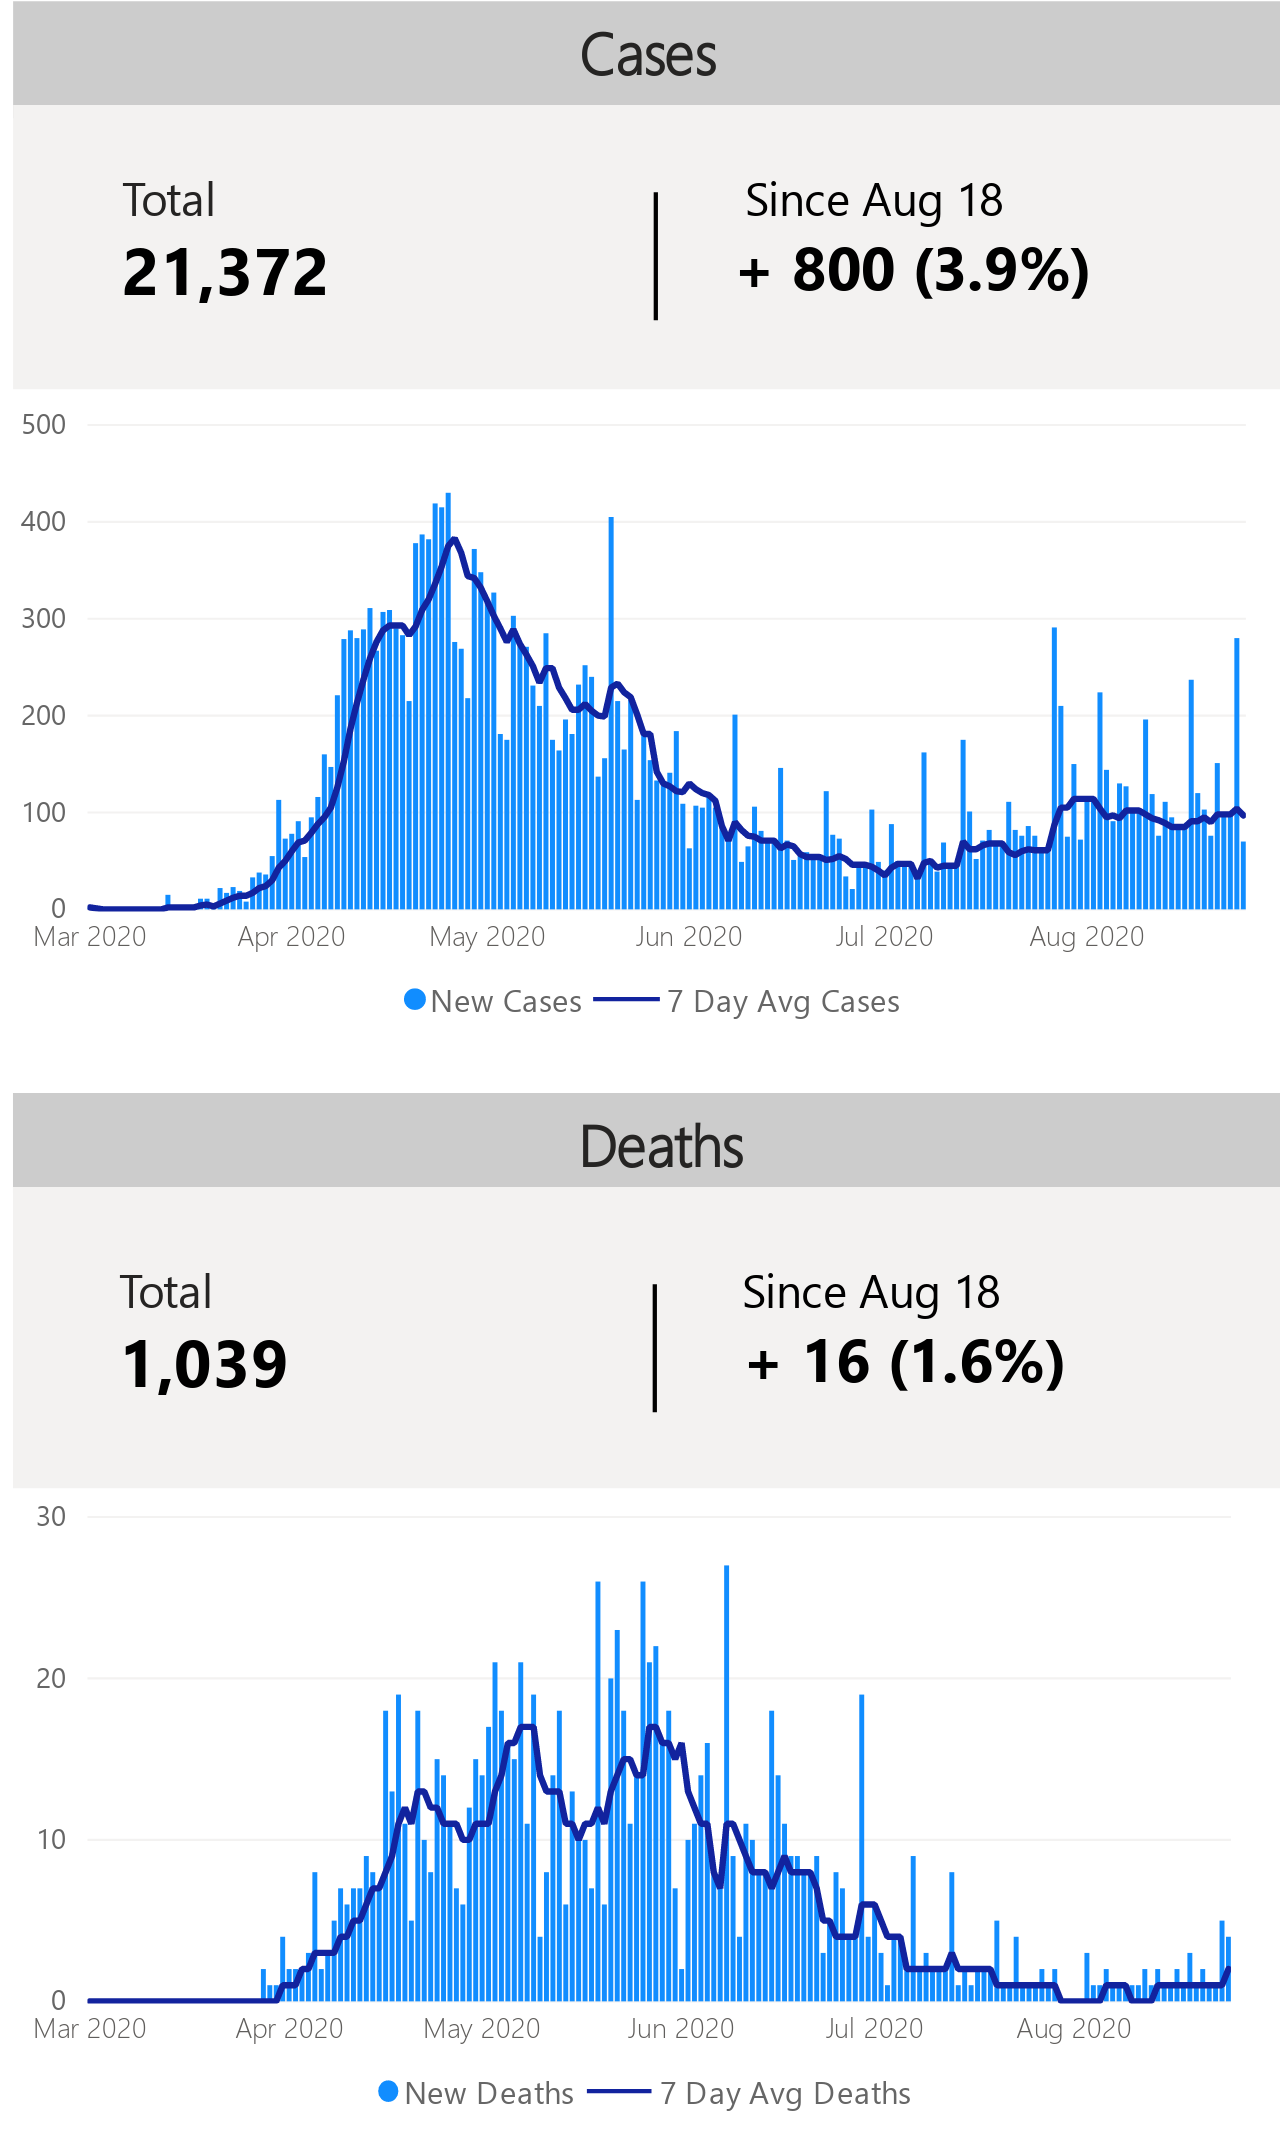 Cases
Total
Since Aug 18
21,372
+ 800 (3.9%)
500
400
300
200
100
0
Mar 2020 Apr 2020 May 2020 Jun 2020 Jul 2020 Aug 2020
New Cases 7 Day Avg Cases
Deaths
Total
Since Aug 18
1,039
+ 16 (1.6%)
30
20
10
0
Mar 2020 Apr 2020 May 2020 Jun 2020 Jul 2020 Aug 2020
New Deaths 7 Day Avg Deaths